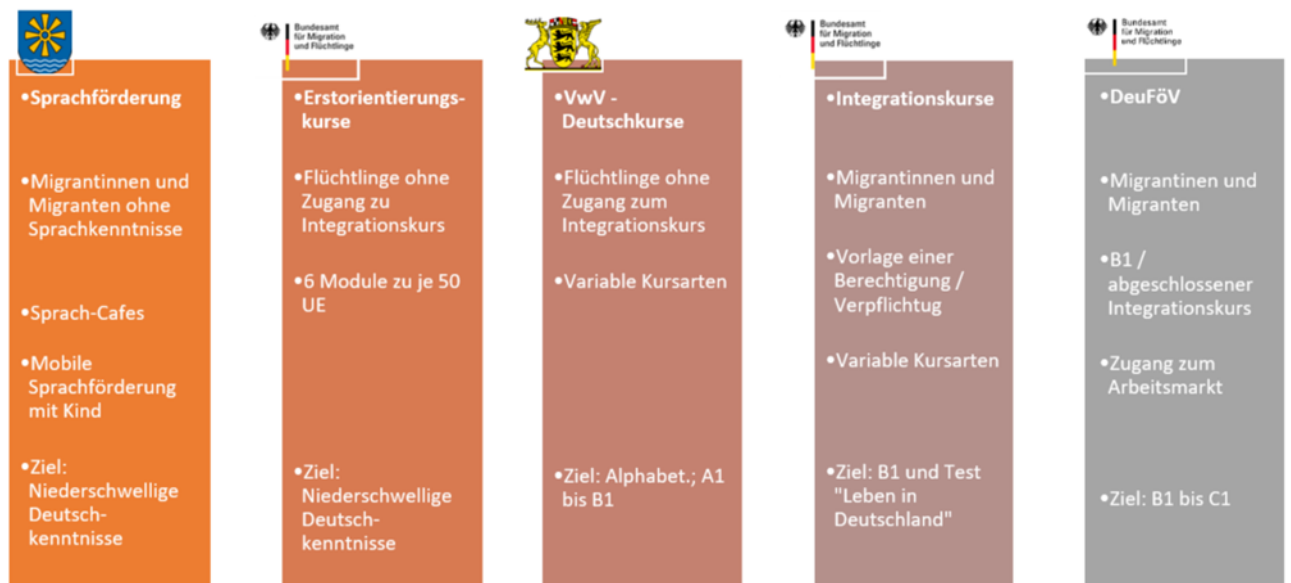 Bundesamt
für Migration
und Flüchtlinge
Bundesamt
für Migration
und Flüchtlinge
Bundesamt
für Migration
und Flüchtlinge
•Sprachförderung
•Migrantinnen und
Migranten ohne
Sprachkenntnisse
•Sprach-Cafes
•Mobile
Sprachförderung
mit Kind
•Ziel:
Niederschwellige
Deutsch-
kenntnisse
•Erstorientierungs-
kurse
•Flüchtlinge ohne
Zugang zu
Integrationskurs
•6 Module zu je 50
UE
•Ziel:
Niederschwellige
Deutsch-
kenntnisse
•VwV -
Deutschkurse
•Flüchtlinge ohne
Zugang zum
Integrationskurs
•Variable Kursarten
•Ziel: Alphabet.; A1
bis B1
•Integrationskurse
•Migrantinnen und
Migranten
•Vorlage einer
Berechtigung /
Verpflichtug
•Variable Kursarten
•Ziel: B1 und Test
"Leben in
Deutschland"
•DeuFöV
•Migrantinen und
Migranten
•B1 /
abgeschlossener
Integrationskurs
•Zugang zum
Arbeitsmarkt
•Ziel: B1 bis C1